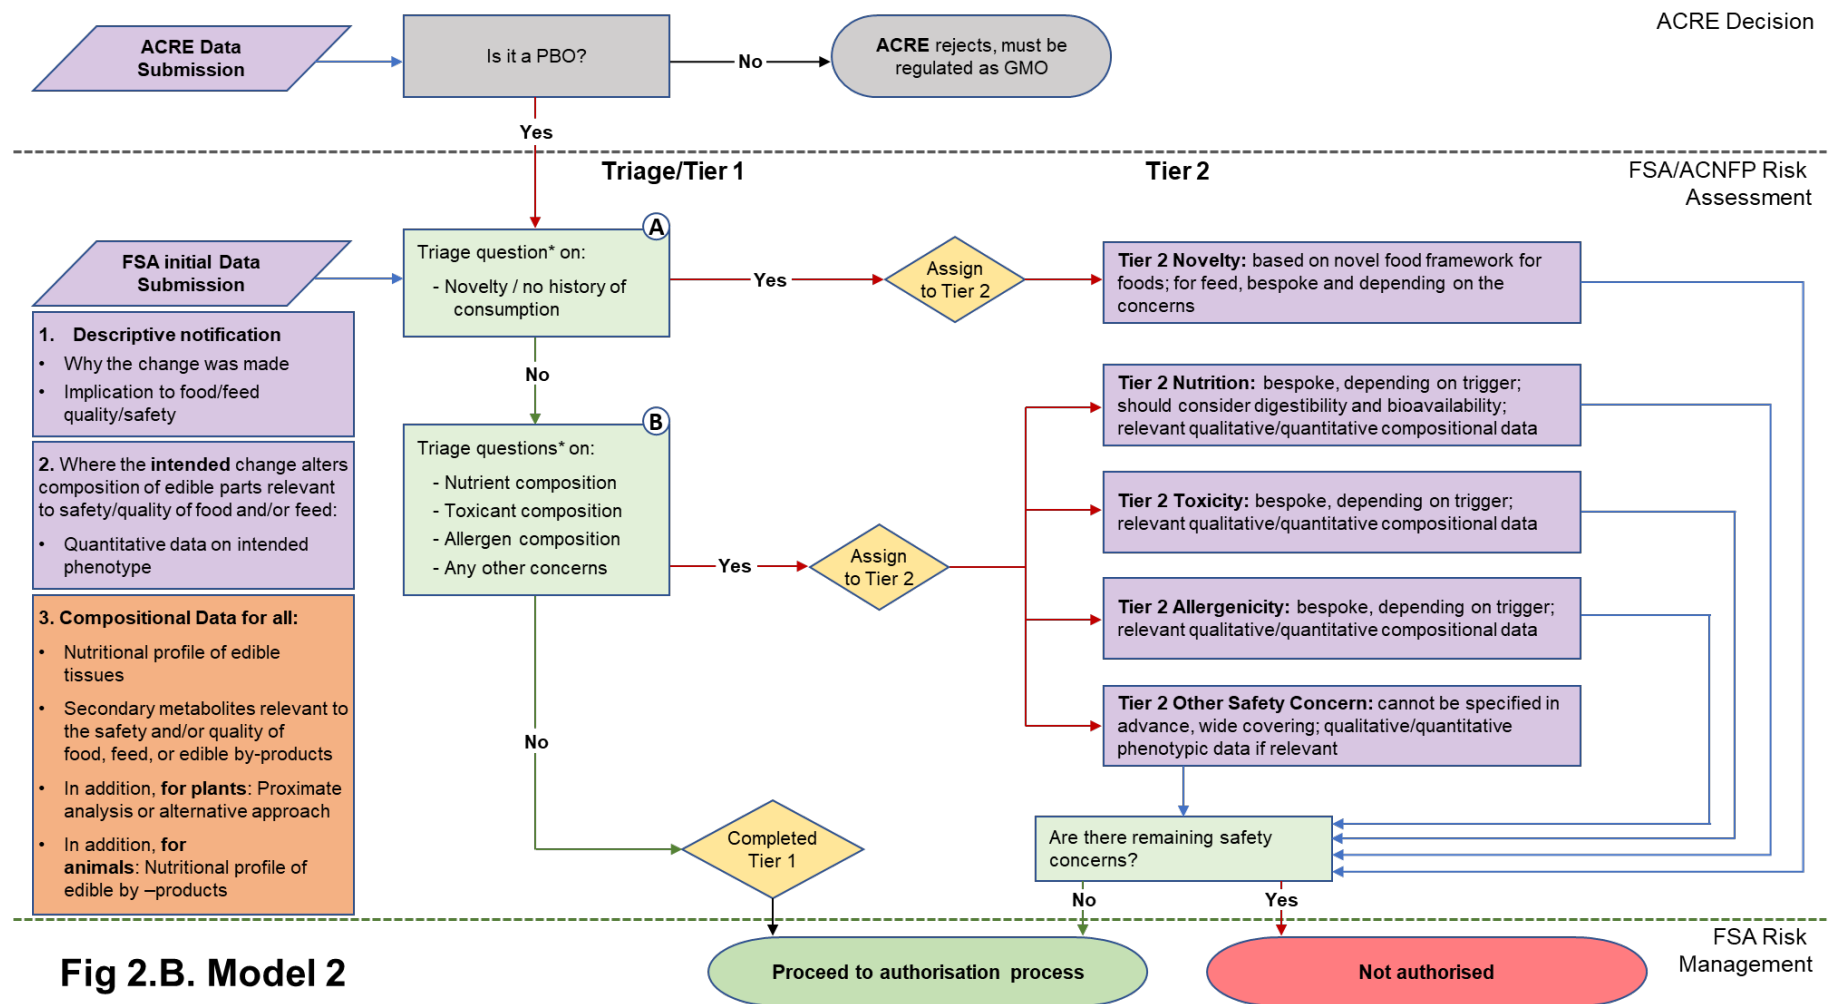 ACRE Decision
ACRE Data
Submission
Is it a PBO?
No
ACRE rejects, must be
regulated as GMO
Yes
Triage/Tier 1
Tier 2
FSA/ACNFP Risk
Assessment
FSA initial Data
Submission
A
Triage question* on:
- Novelty / no history of
consumption
Yes
Assign
to Tier 2
Tier 2 Novelty: based on novel food framework for
foods; for feed, bespoke and depending on the
concerns
1. Descriptive notification
• Why the change was made
• Implication to food/feed
quality/safety
No
2. Where the intended change alters
composition of edible parts relevant
to safety/quality of food and/or feed:
• Quantitative data on intended
phenotype
B
Triage questions* on:
- Nutrient composition
- Toxicant composition
- Allergen composition
- Any other concerns
Yes
Assign
to Tier 2
Tier 2 Nutrition: bespoke, depending on trigger;
should consider digestibility and bioavailability;
relevant qualitative/quantitative compositional data
Tier 2 Toxicity: bespoke, depending on trigger;
relevant qualitative/quantitative compositional data
Tier 2 Allergenicity: bespoke, depending on trigger;
relevant qualitative/quantitative compositional data
Tier 2 Other Safety Concern: cannot be specified in
advance, wide covering; qualitative/quantitative
phenotypic data if relevant
3. Compositional Data for all:
• Nutritional profile of edible
tissues
• Secondary metabolites relevant to
the safety and/or quality of
food, feed, or edible by-products
• In addition, for plants: Proximate
analysis or alternative approach
• In addition, for
animals: Nutritional profile of
edible by –products
No
Completed
Tier 1
Are there remaining safety
concerns?
No
Yes
FSA Risk
Management
Fig 2.B. Model 2
Proceed to authorisation process
Not authorised